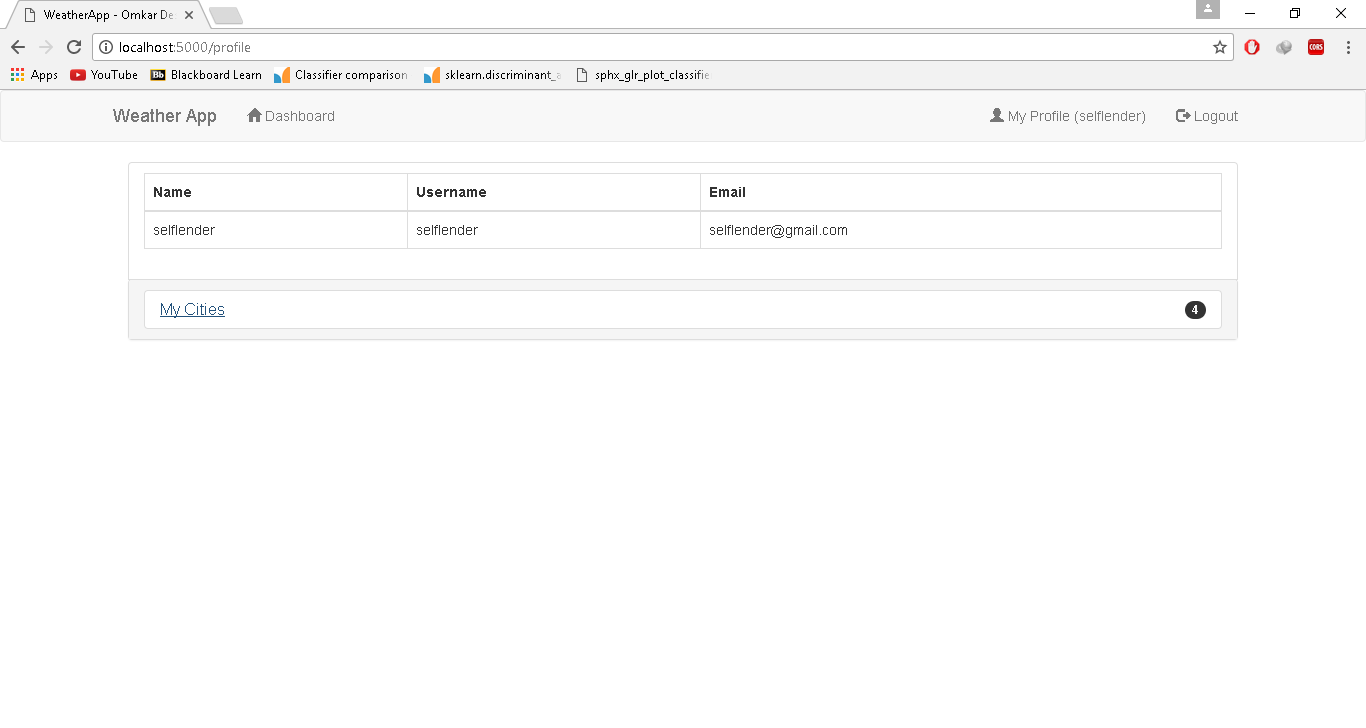 WeatherApp - Omkar De
localhost:5000/profile
CORS
Apps YouTube Bb Blackboard Learn Classifier comparison sklearn.discriminant_a sphx_glr_plot_classifie
Weather App Dashboard My Profile (selflender) Logout
Name Username Email
selflender selflender selflender@gmail.com
My Cities 4